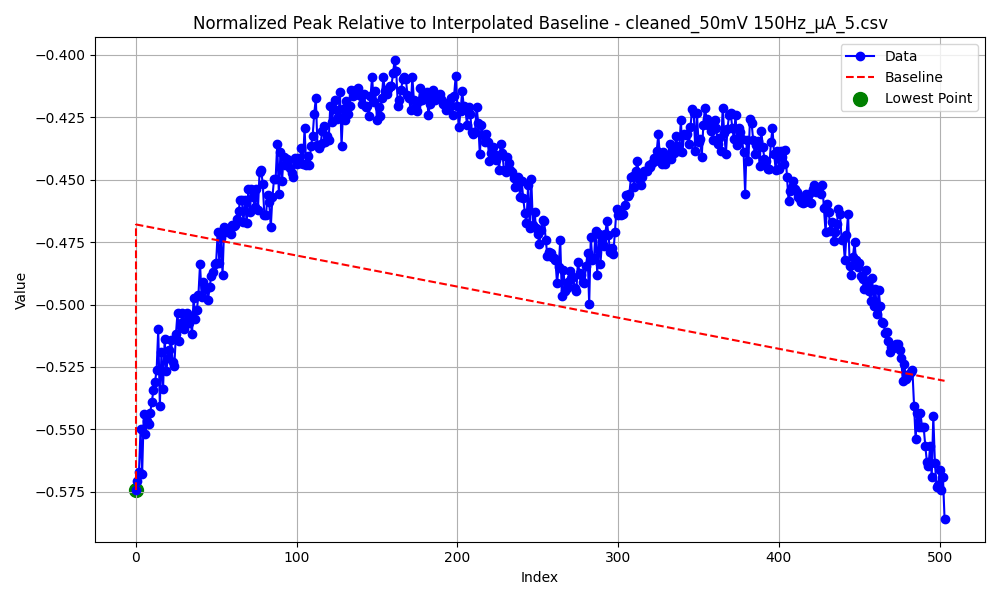 Normalized Peak Relative to Interpolated Baseline - cleaned_50mV 150Hz_μA_5.csv
Data
Baseline
Lowest Point
Value
−0.400
−0.425
−0.450
−0.475
−0.500
−0.525
−0.550
−0.575
0 100 200 300 400 500
Index